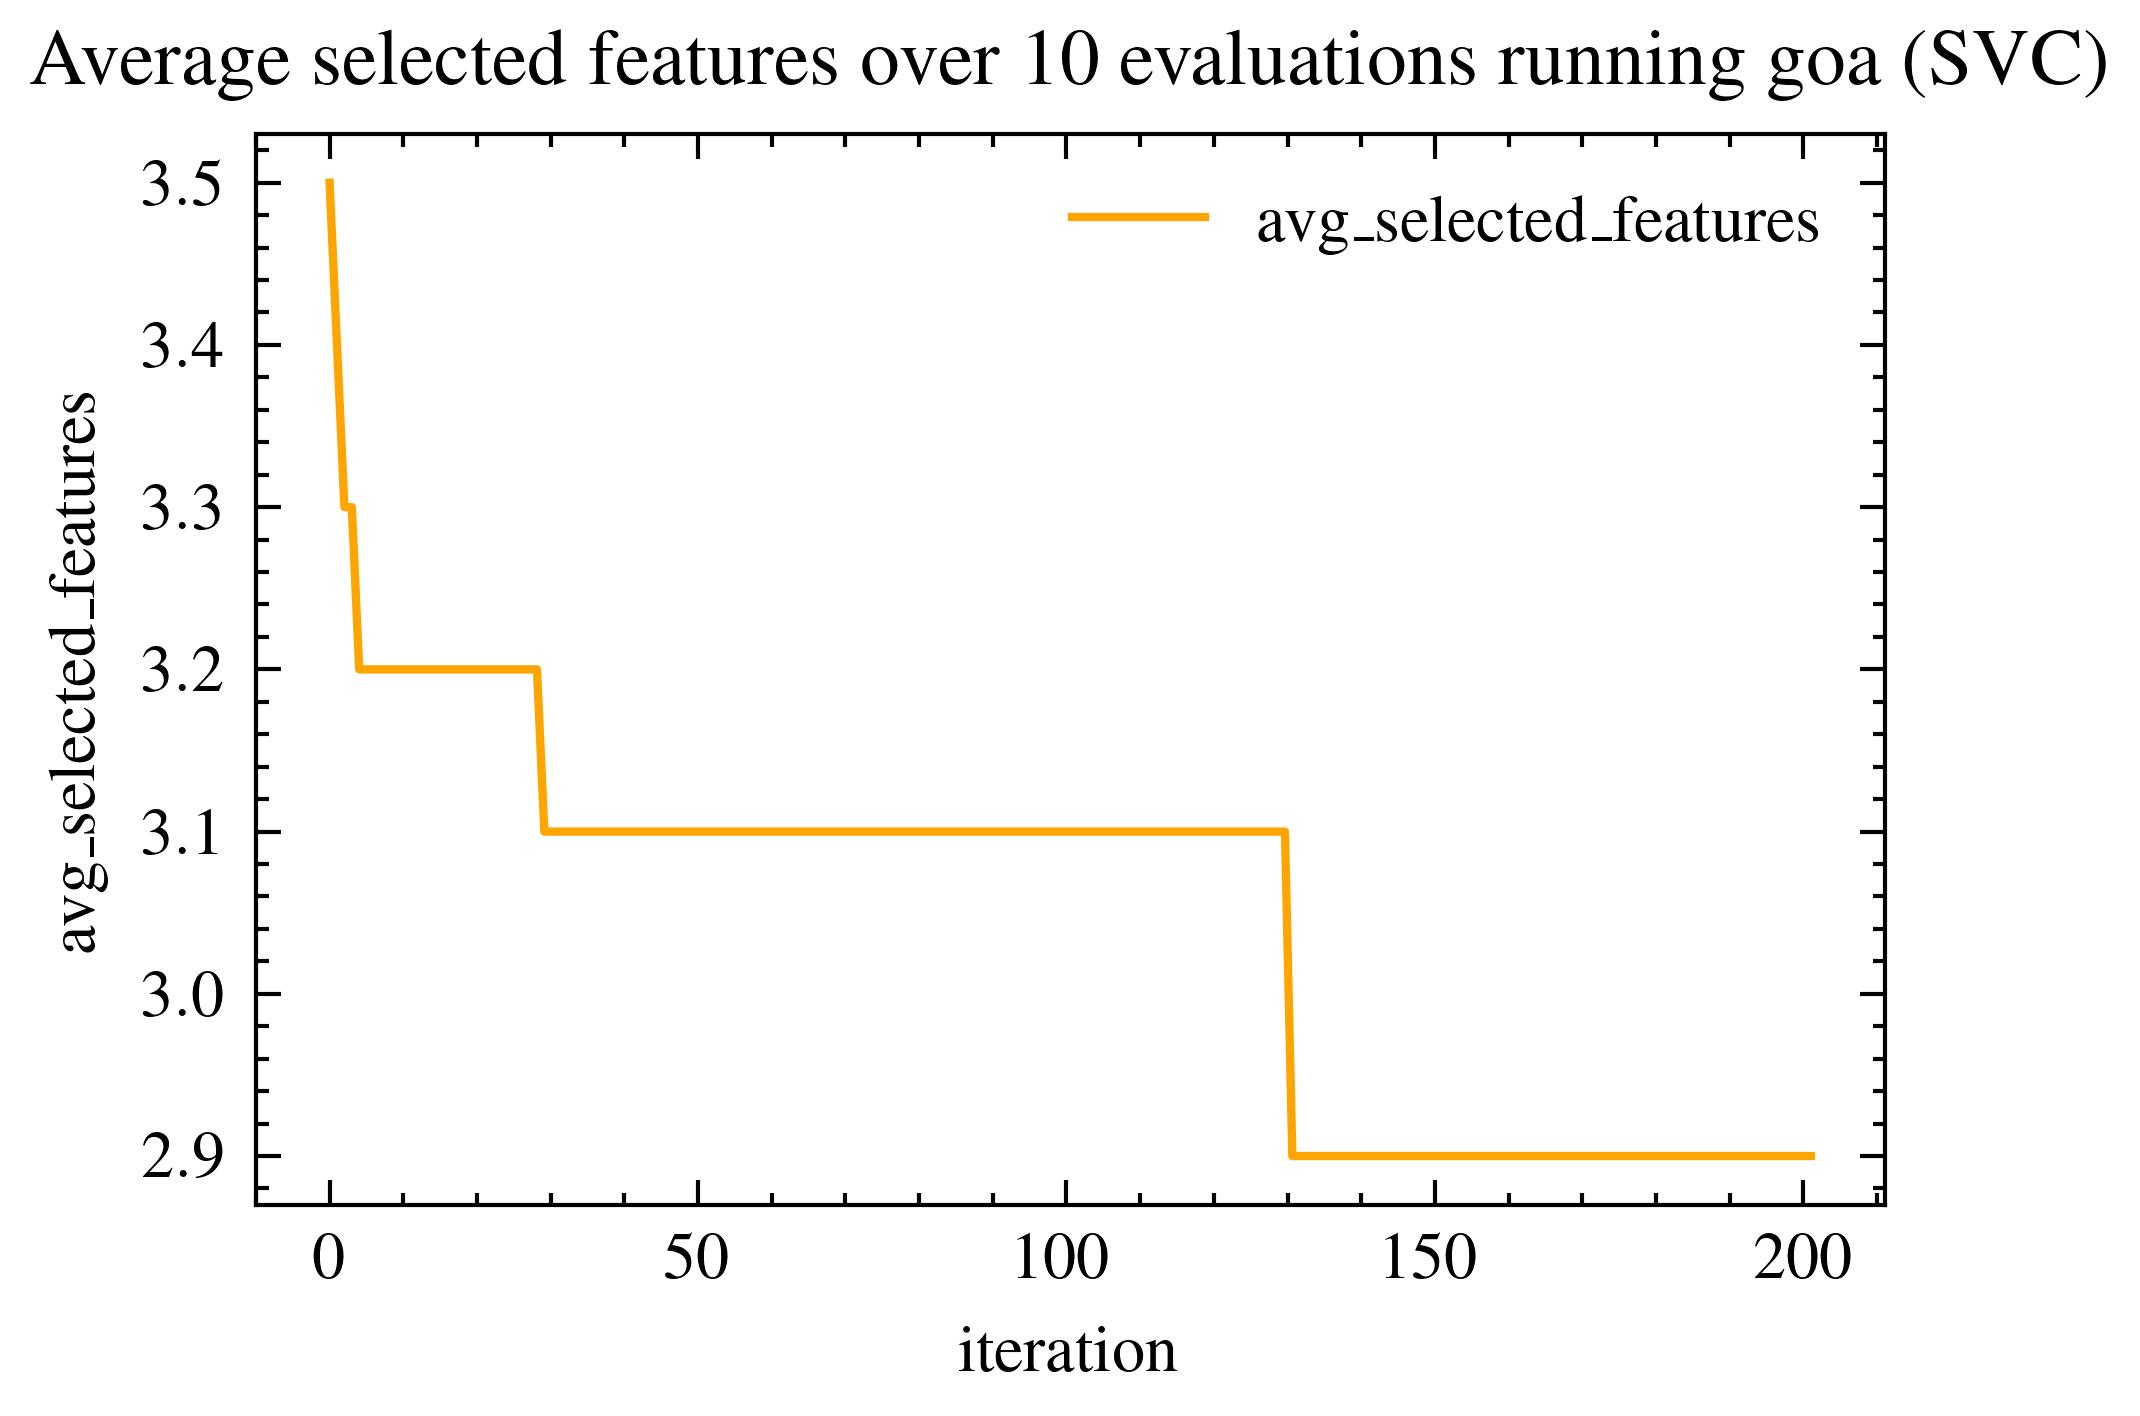 Average selected features over 10 evaluations running goa (SVC)
avg_selected_features
3.5
3.4
3.3
3.2
3.1
3.0
2.9
avg_selected_features
0 50 100 150 200
iteration